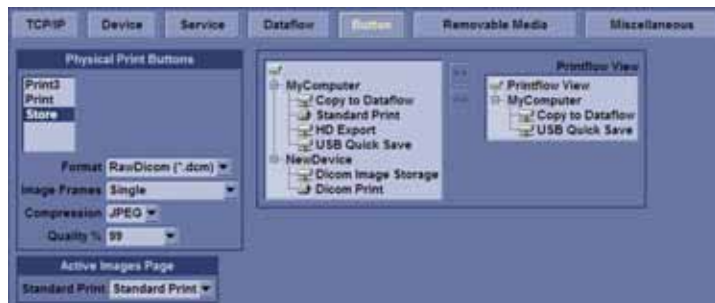 TCP/IP Device Service Dataflow Button Removable Media Miscellaneous
Physical Print Buttons
Print3
Print
Store
Format RawDicom (*.dcm)
Image Frames Single
Compression JPEG
Quality % 99
Active Images Page
Standard Print Standard Print
MyComputer
Copy to Dataflow
Standard Print
HD Export
USB Quick Save
NewDevice
Dicom Image Storage
Dicom Print
Printflow View
Printflow View
MyComputer
Copy to Dataflow
USB Quick Save